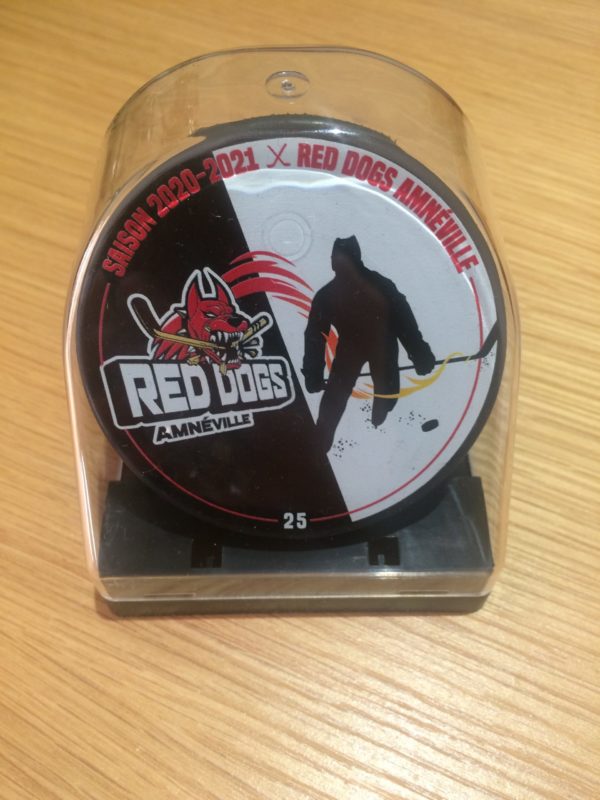 SAISON 2020-2021 X RED DOGS AMNÉVILLE
RED DOGS
AMNÉVILLE
25